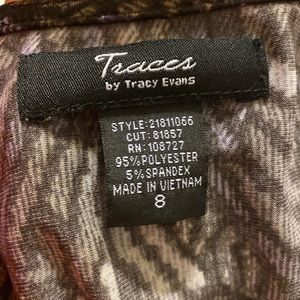 Traces
by Tracy Evans
STYLE:21811066
CUT:81857
RN:108727
95%POLYESTER
5%SPANDEX
MADE IN VIETNAM
8